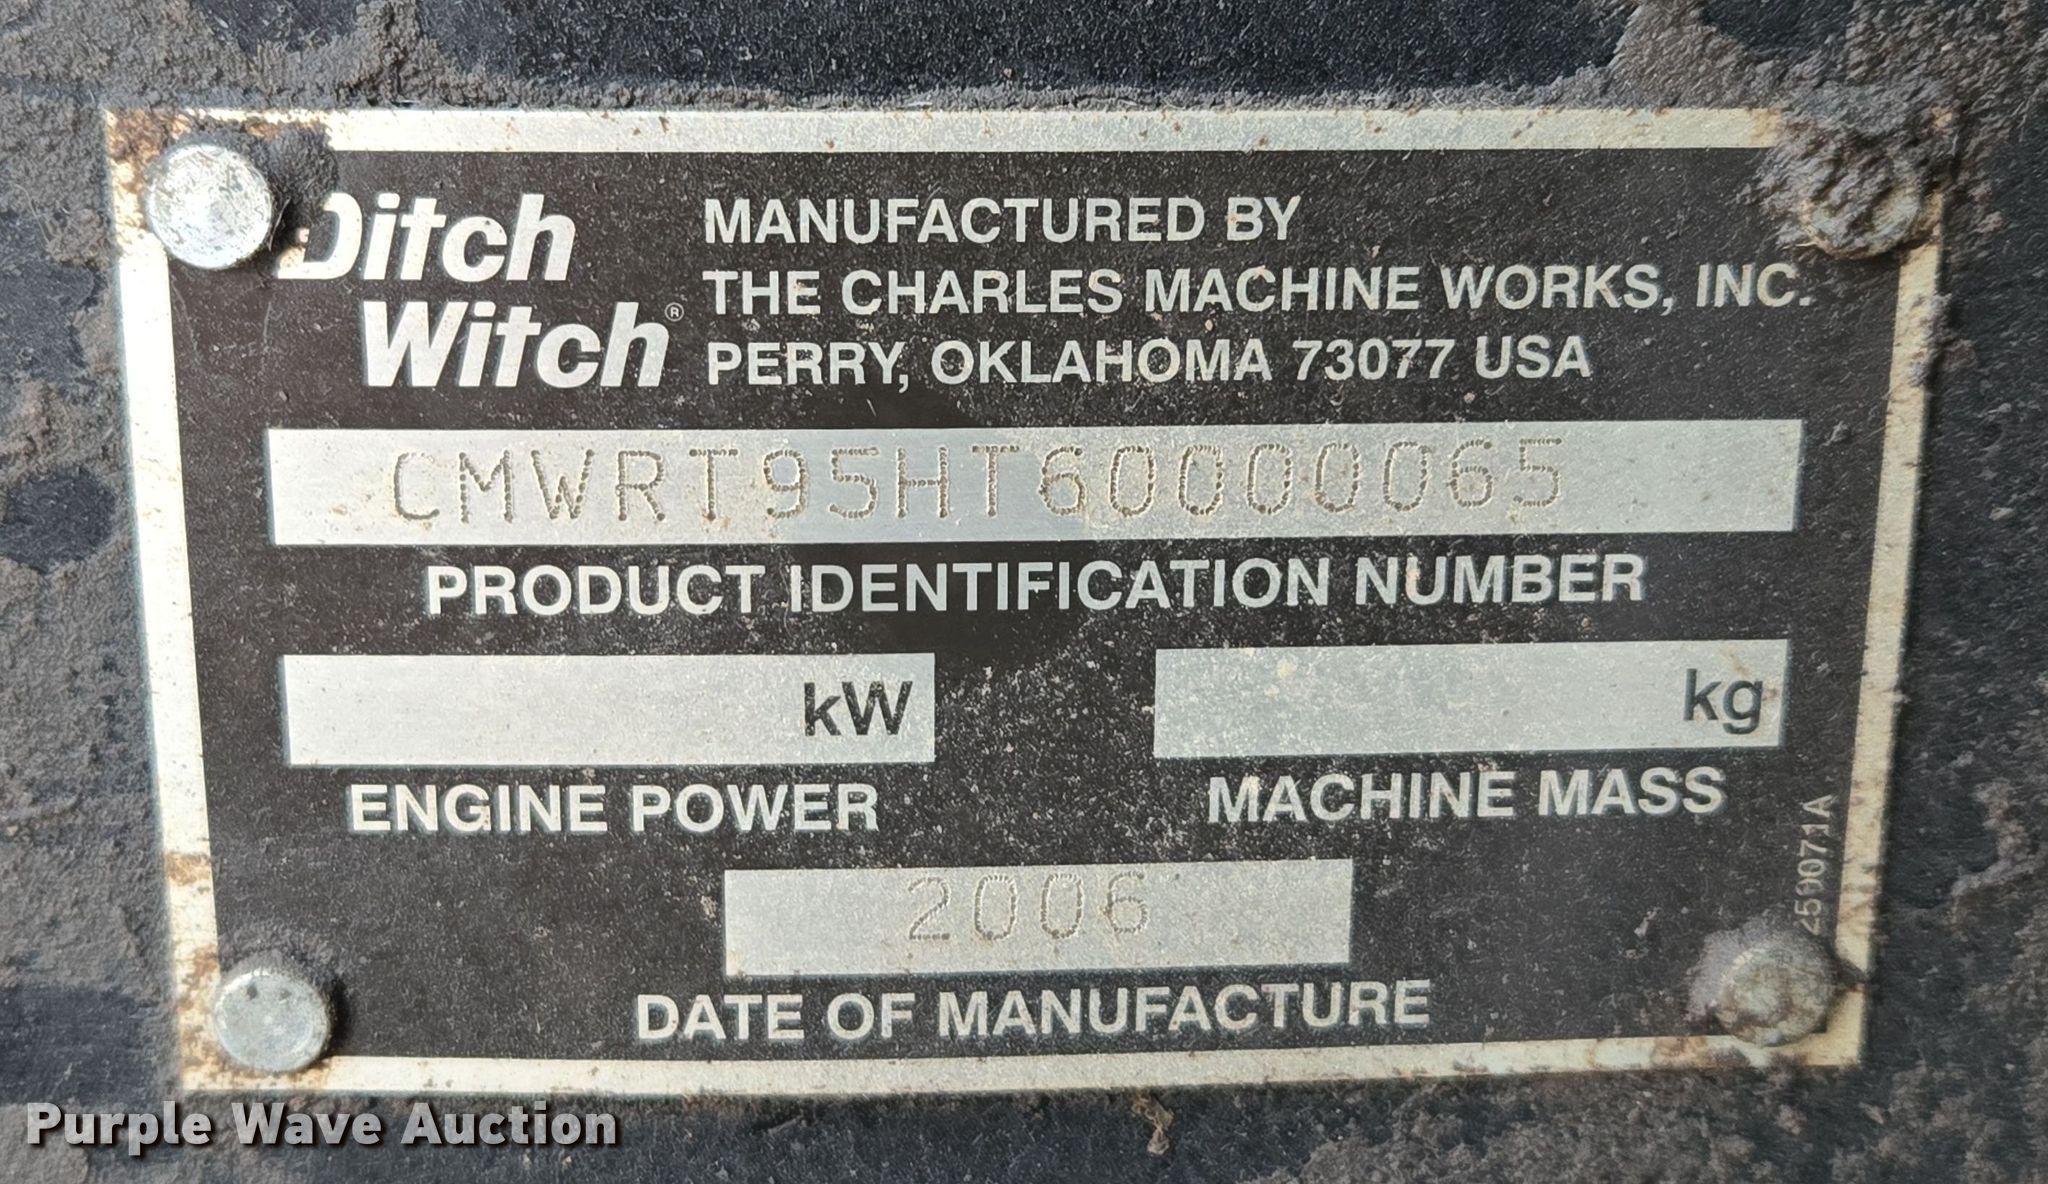 Ditch
Witch®
MANUFACTURED BY
THE CHARLES MACHINE WORKS, INC.
PERRY, OKLAHOMA 73077 USA
CMWRT95HT60000065
PRODUCT IDENTIFICATION NUMBER
kW
ENGINE POWER
kg
MACHINE MASS
2006
DATE OF MANUFACTURE
259071A
Purple Wave Auction